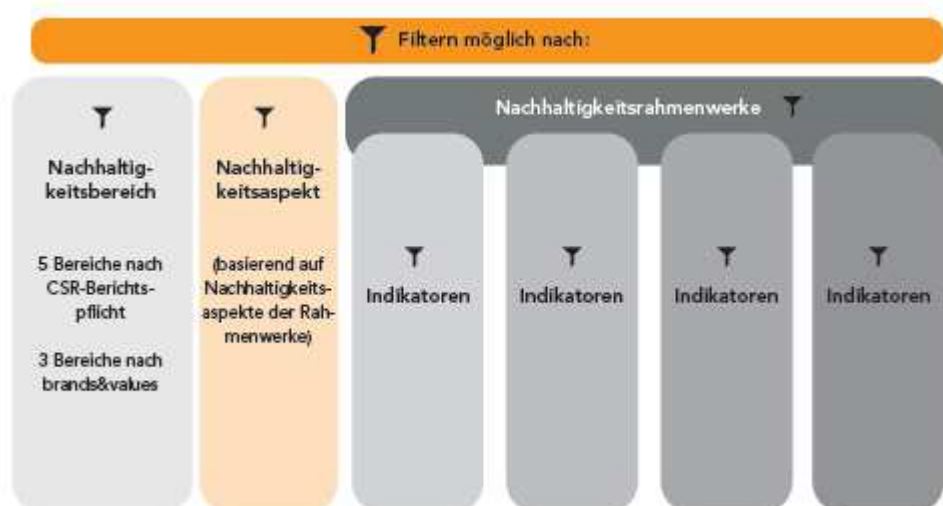 Filtern möglich nach:
Nachhaltig-
keitsbereich
5 Bereiche nach
CSR-Berichts-
pflicht
3 Bereiche nach
brands&values
Nachhaltig-
keitsaspekt
(basierend auf
Nachhaltigkeits-
aspekte der Rah-
menwerke)
Nachhaltigkeitsrahmenwerke
Indikatoren
Indikatoren
Indikatoren
Indikatoren